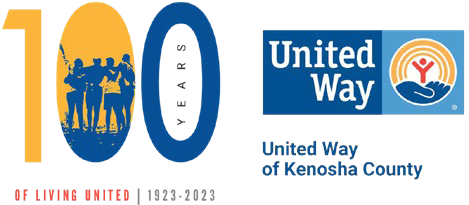 100
YEARS
OF LIVING UNITED | 1923-2023
United
Way
®
United Way
of Kenosha County